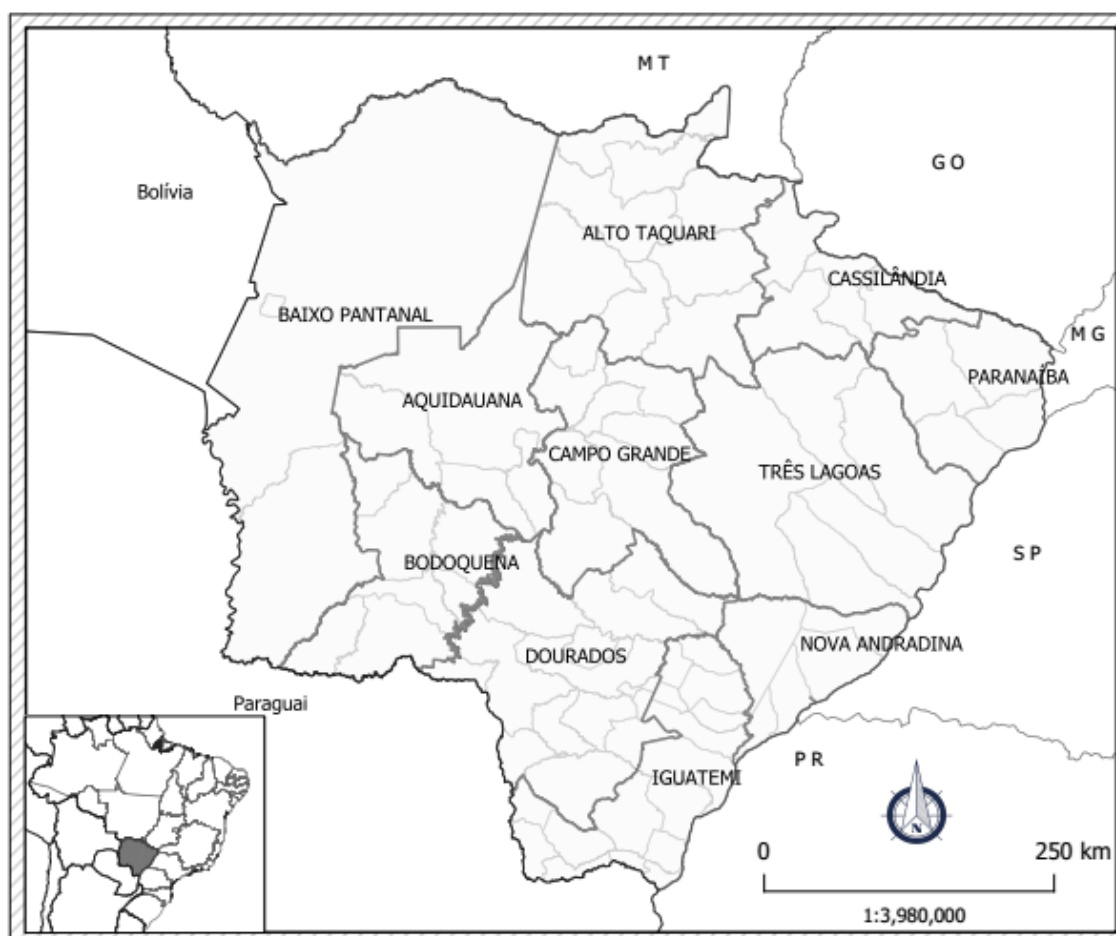 M T
G O
Bolívia
ALTO TAQUARI
CASSILÂNDIA
BAIXO PANTANAL
M G
PARANAÍBA
AQUIDAUANA
CAMPO GRANDE
TRÊS LAGOAS
S P
BODOQUENA
NOVA ANDRADINA
DOURADOS
Paraguai
P R
IGUATEMI
N
0 250 km
1:3,980,000